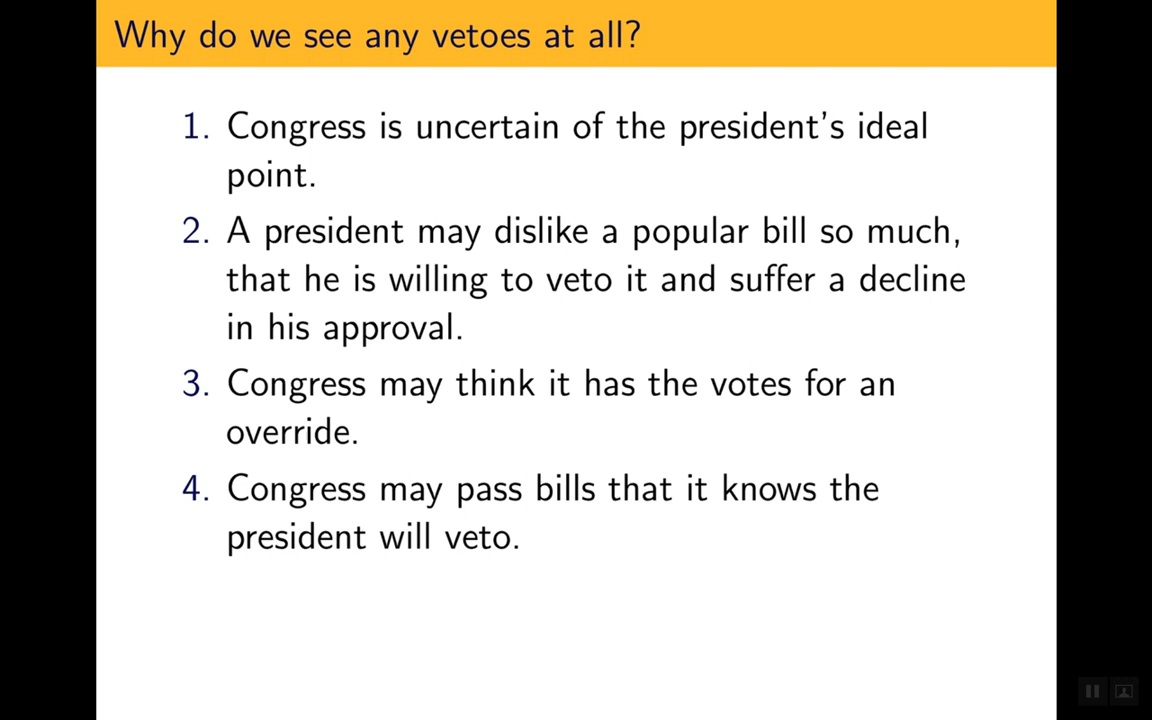 Why do we see any vetoes at all?
1. Congress is uncertain of the president's ideal
point.
2. A president may dislike a popular bill so much,
that he is willing to veto it and suffer a decline
in his approval.
3. Congress may think it has the votes for an
override.
4. Congress may pass bills that it knows the
president will veto.